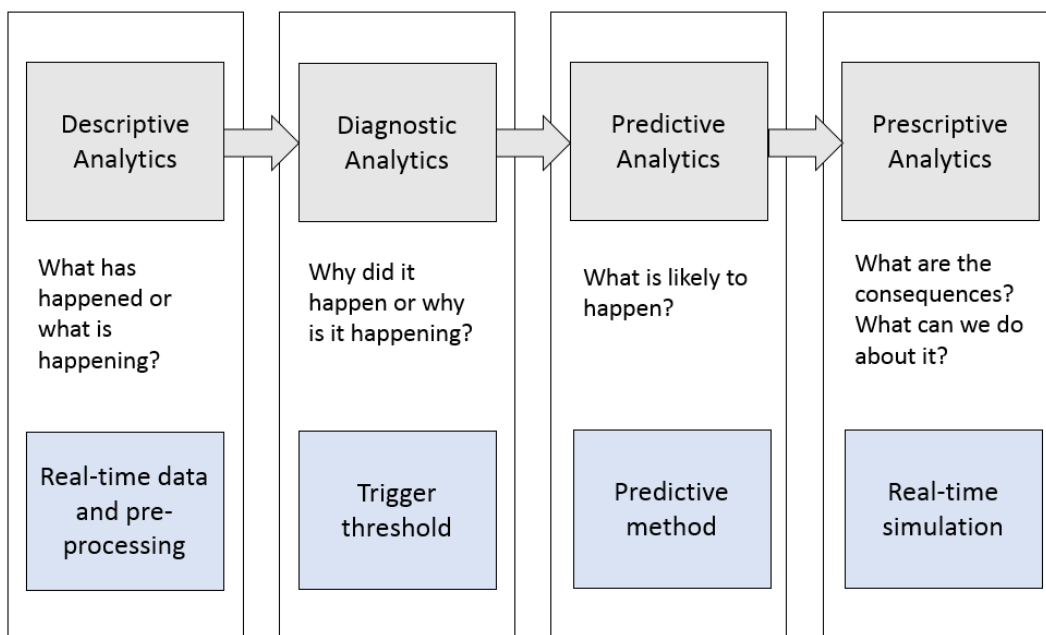 Descriptive
Analytics
Diagnostic
Analytics
Predictive
Analytics
Prescriptive
Analytics
What has
happened or
what is
happening?
Why did it
happen or why
is it happening?
What is likely to
happen?
What are the
consequences?
What can we do
about it?
Real-time data
and pre-
processing
Trigger
threshold
Predictive
method
Real-time
simulation